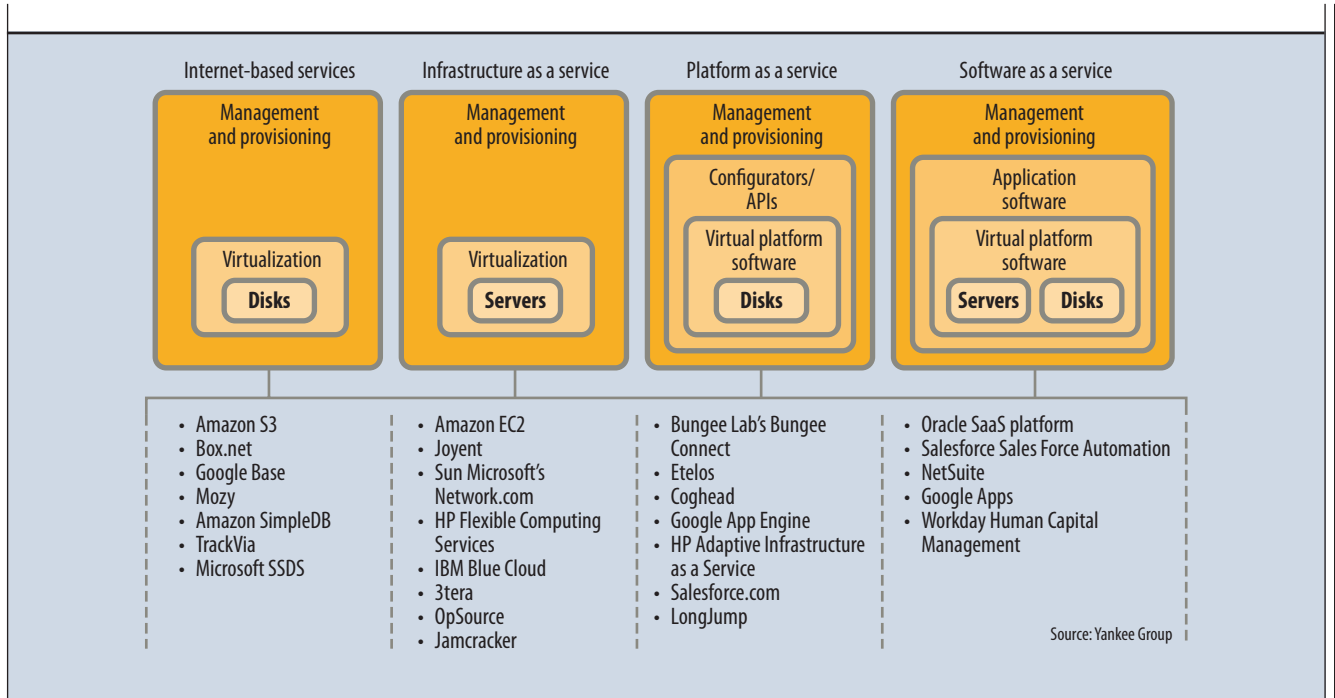 Internet-based services
Management
and provisioning
Virtualization
Disks
Infrastructure as a service
Management
and provisioning
Virtualization
Servers
Platform as a service
Management
and provisioning
Configurators/
APIs
Virtual platform
software
Disks
Software as a service
Management
and provisioning
Application
software
Virtual platform
software
Servers Disks
• Amazon S3
• Box.net
• Google Base
• Mozy
• Amazon SimpleDB
• TrackVia
• Microsoft SSDS
• Amazon EC2
• Joyent
• Sun Microsoft's
Network.com
• HP Flexible Computing
Services
• IBM Blue Cloud
• 3tera
• OpSource
• Jamcracker
• Bungee Lab's Bungee
Connect
• Etelos
• Coghead
• Google App Engine
• HP Adaptive Infrastructure
as a Service
• Salesforce.com
• LongJump
• Oracle SaaS platform
• Salesforce Sales Force Automation
• NetSuite
• Google Apps
• Workday Human Capital
Management
Source: Yankee Group